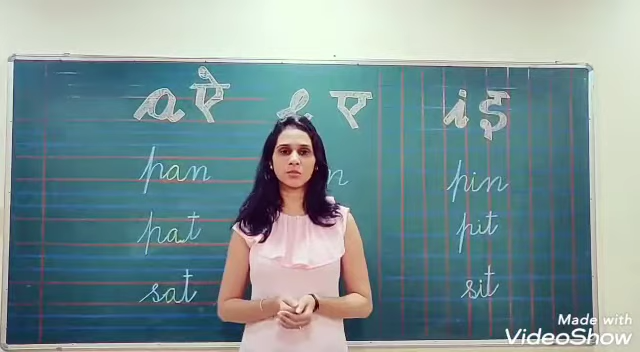 a ऐ e ए i इ
pan pin
pat pit
sat sit
Made with
VideoShow